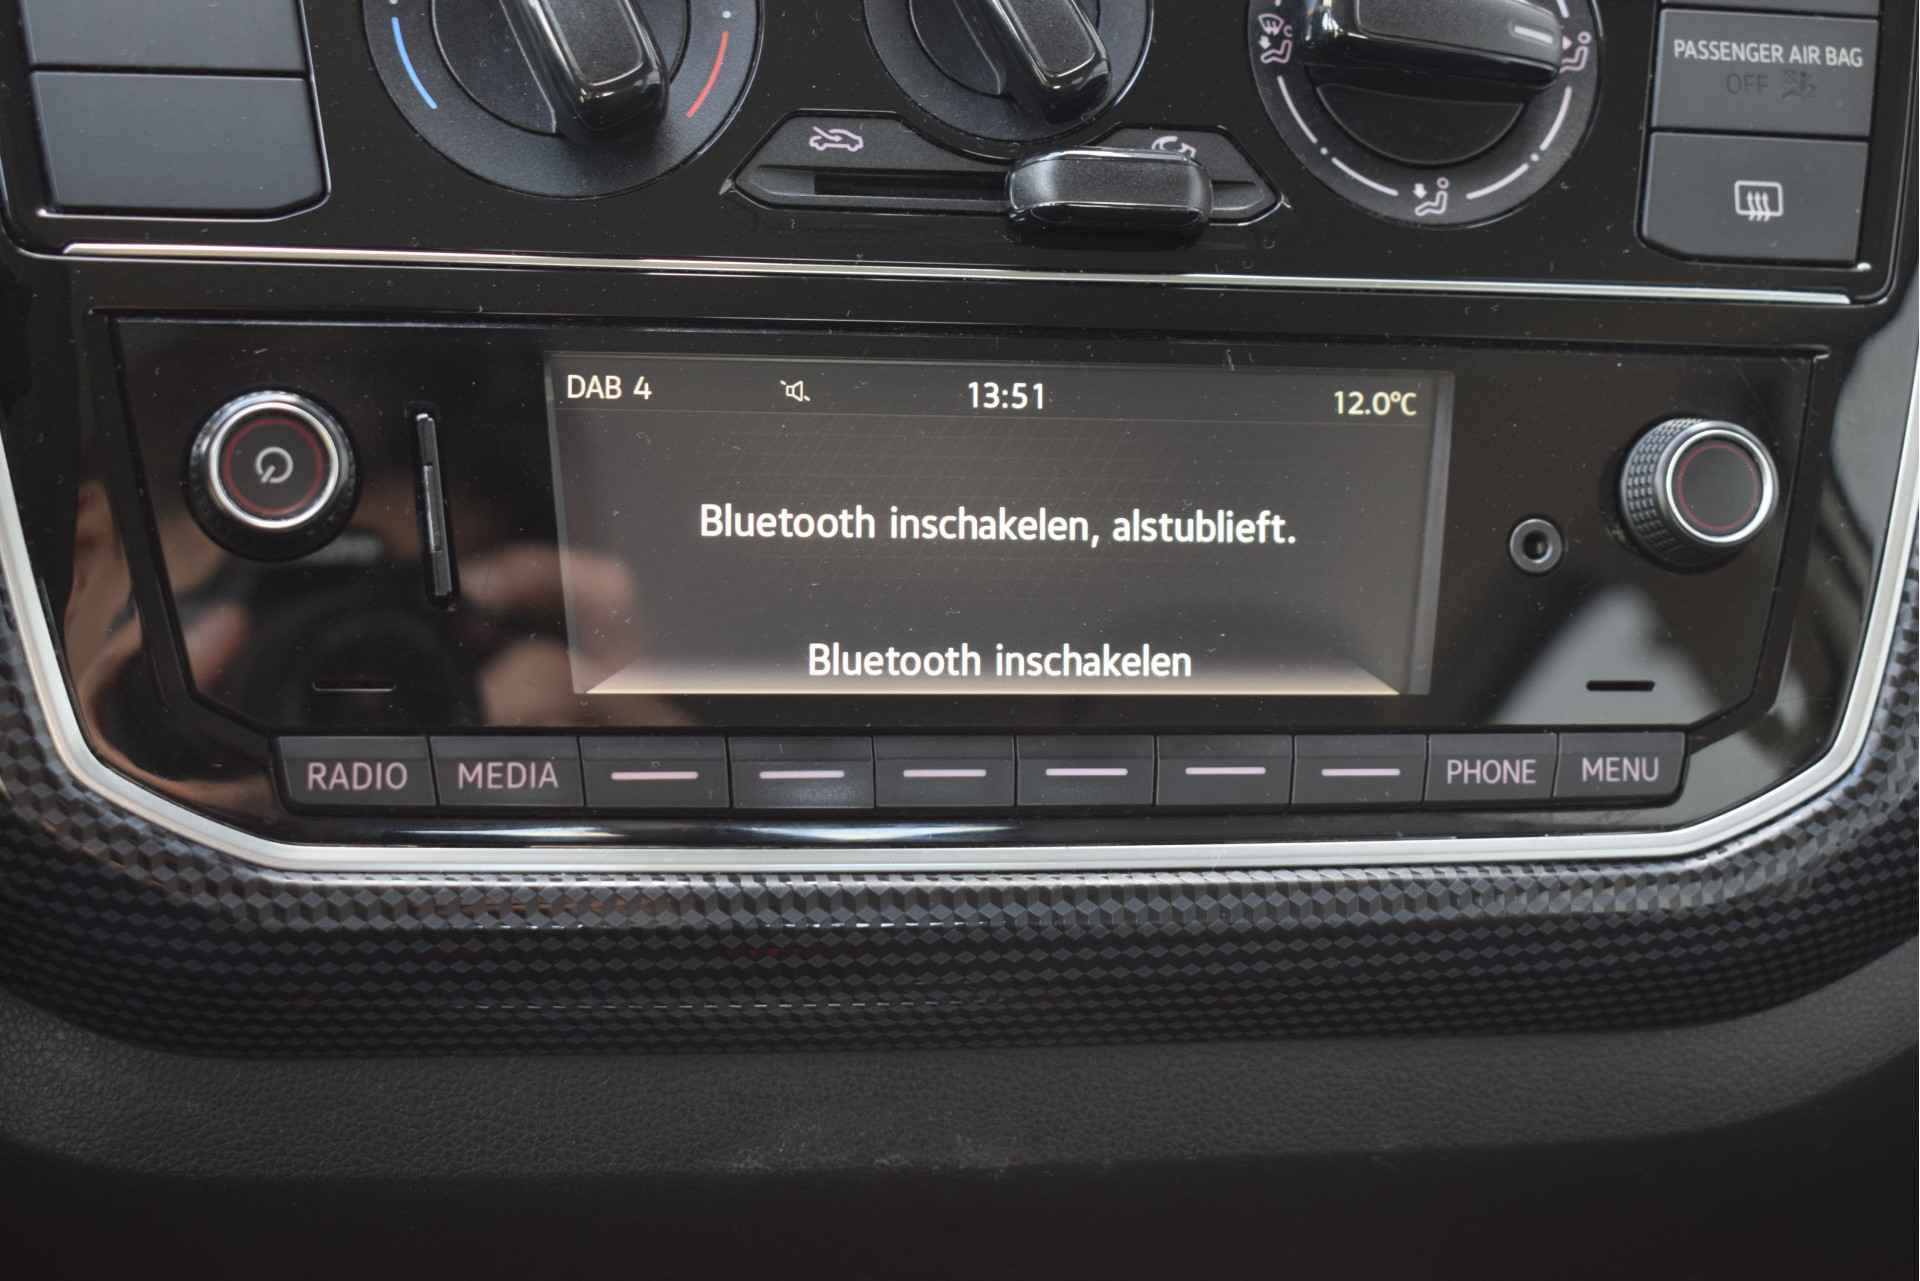 PASSENGER AIR BAG
OFF
DAB 4
13:51
12.0°C
Bluetooth inschakelen, alstublieft.
Bluetooth inschakelen
RADIO
MEDIA
PHONE
MENU